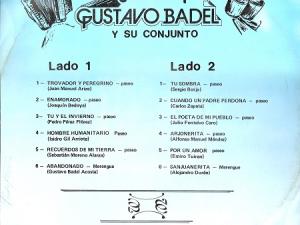 GUSTAVO BADEL
Y SU CONJUNTO
Lado 1
1 — TROVADOR Y PEREGRINO — paseo
(Juan Manuel Arias)
2 — ENAMORADO — paseo
(Joaquín Bedoya)
3 — TU Y EL INVIERNO — paseo
(Pedro Pérez Flórez)
4 — HOMBRE HUMANITARIO Paseo
(Isidro Gil Arrieta)
5 — RECUERDOS DE MI TIERRA — paseo
(Sebastián Moreno Alarza)
6 — ABANDONADO — Merengue
(Gustavo Badel Acosta)
Lado 2
1 — TU SOMBRA — paseo
(Sergio Borja)
2 — CUANDO UN PADRE PERDONA — paseo
(Carlos Zapata)
3 — EL POETA DE MI PUEBLO — paseo
(Julio Fontalvo Caro)
4 — ARJONERITA — paseo
(Alfonso Manuel Méndez)
5 — POR UN AMOR — paseo
(Emiro Tuiran)
6 — SANJUANERITA — Merengue
(Alejandro Durán)